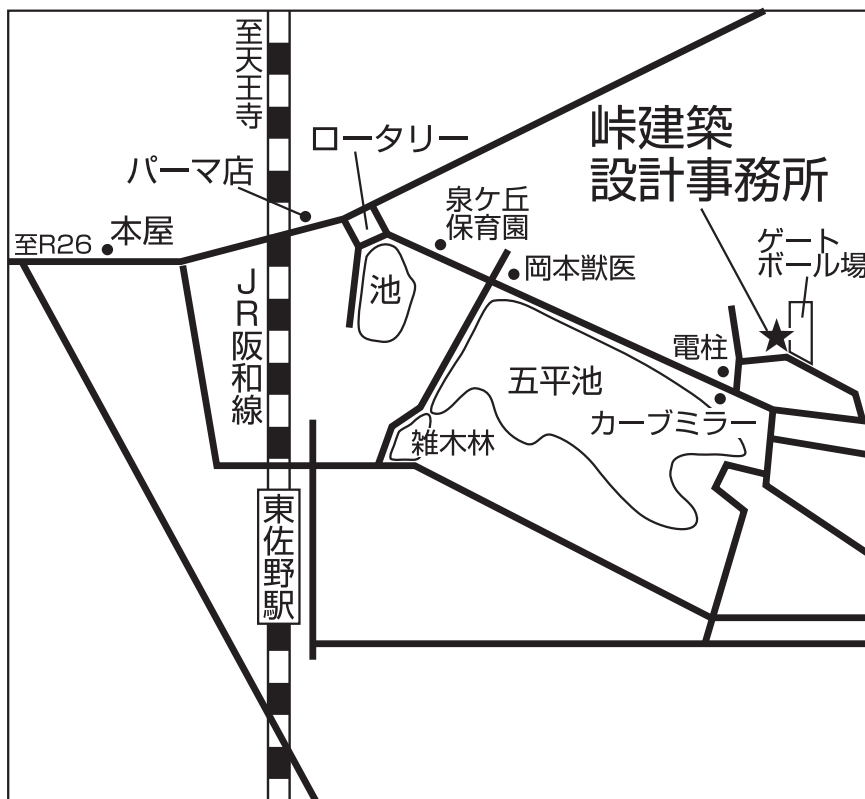 至天王寺
ロータリー
峠建築
設計事務所
パーマ店
泉ケ丘
保育園
至R26
本屋
ゲート
ボール場
岡本獣医
池
JR阪和線
電柱
五平池
カーブミラー
雑木林
東佐野駅